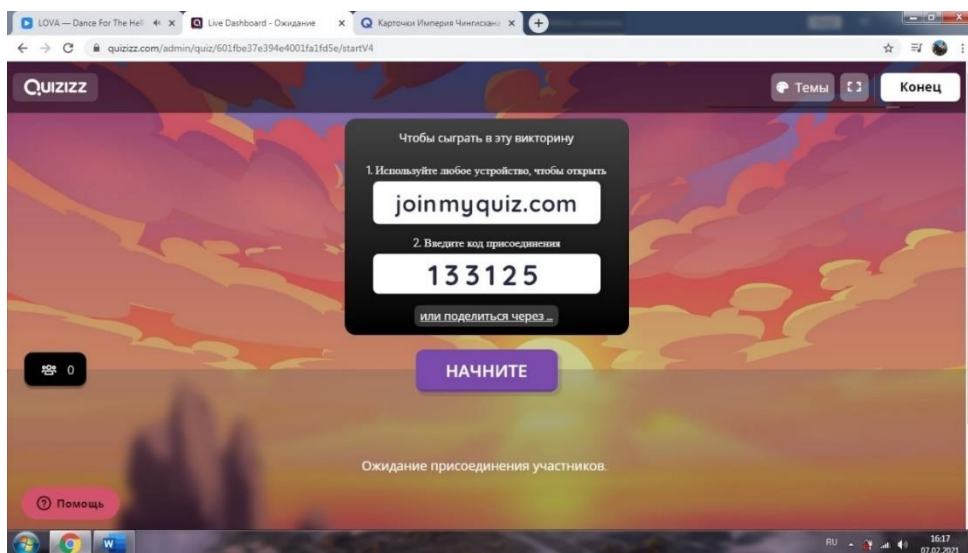 LOVA — Dance For The Hell
Live Dashboard - Ожидание
Карточки Империя Чингисхана
quizizz.com/admin/quiz/601fbe37e394e4001fa1fd5e/startV4
QUIZIZZ
Темы
Конец
Чтобы сыграть в эту викторину
1. Используйте любое устройство, чтобы открыть
joinmyquiz.com
2. Введите код присоединения
133125
или поделиться через ...
0
НАЧНИТЕ
Ожидание присоединения участников.
Помощь
RU
16:17
07.02.2021